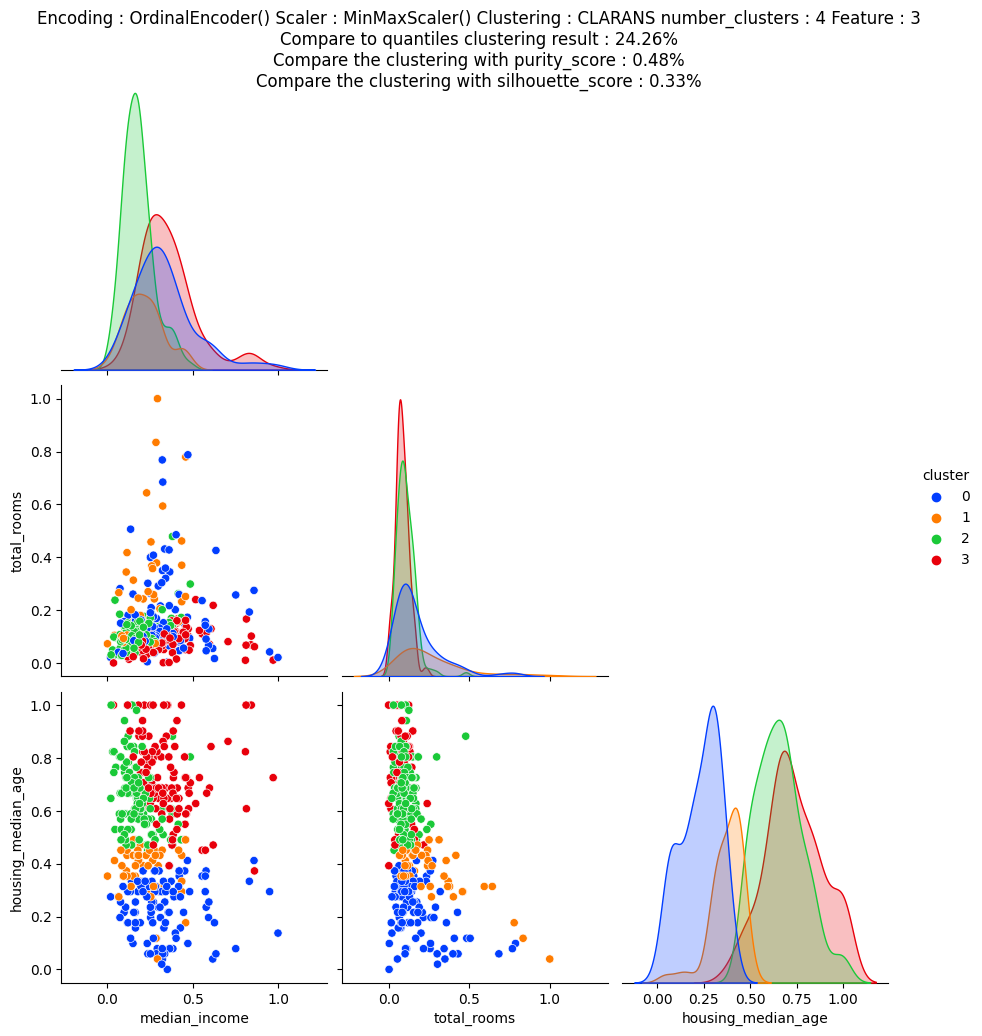 Encoding : OrdinalEncoder() Scaler : MinMaxScaler() Clustering : CLARANS number_clusters : 4 Feature : 3
Compare to quantiles clustering result : 24.26%
Compare the clustering with purity_score : 0.48%
Compare the clustering with silhouette_score : 0.33%
1.0
0.8
0.6
0.4
0.2
0.0
total_rooms
cluster
0
1
2
3
1.0
0.8
0.6
0.4
0.2
0.0
housing_median_age
0.0 0.5 1.0
median_income
0.0 0.5 1.0
total_rooms
0.00 0.25 0.50 0.75 1.00
housing_median_age